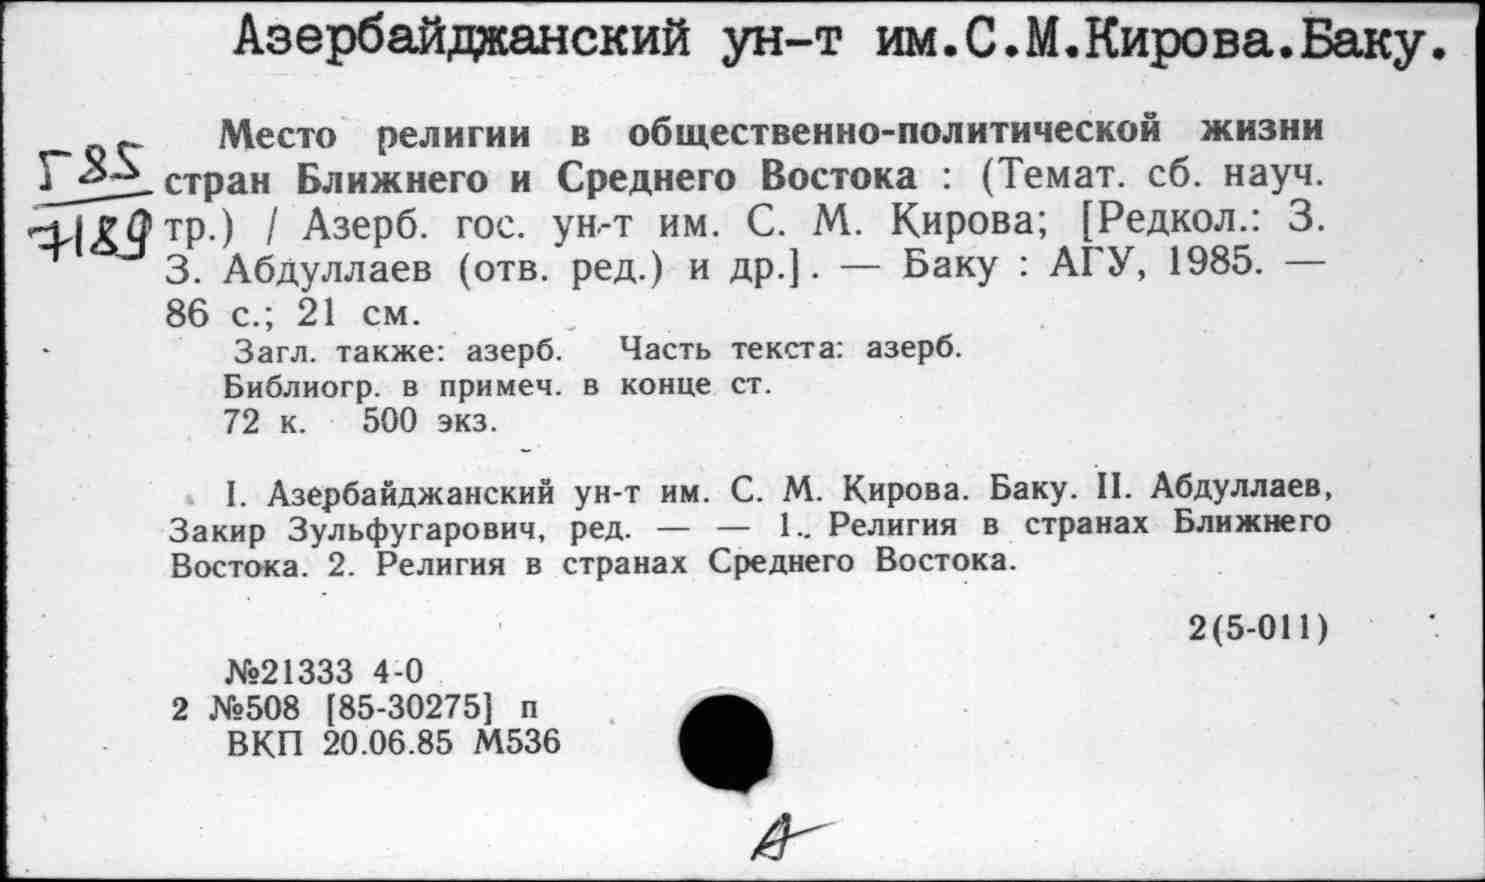 Азербайджанский ун-т им.С.М.Кирова.Баку.
Место религии в общественно-политической жизни
Г85
стран Ближнего и Среднего Востока : (Темат. сб. науч.
7189
тр.) / Азерб. гос. ун-т им. С. М. Кирова; [Редкол.: З.
З. Абдуллаев (отв. ред.) и др.]. — Баку : АГУ, 1985. —
86 с.; 21 см.
Загл. также: азерб. Часть текста: азерб.
Библиогр. в примеч. в конце ст.
72 к. 500 экз.
I. Азербайджанский ун-т им. С. М. Кирова. Баку. II. Абдуллаев,
Закир Зульфугарович, ред. — — 1.. Религия в странах Ближнего
Востока. 2. Религия в странах Среднего Востока.
2(5-011)
№21333 4-0
2 №508 [85-30275] п
ВКП 20.06.85 М536